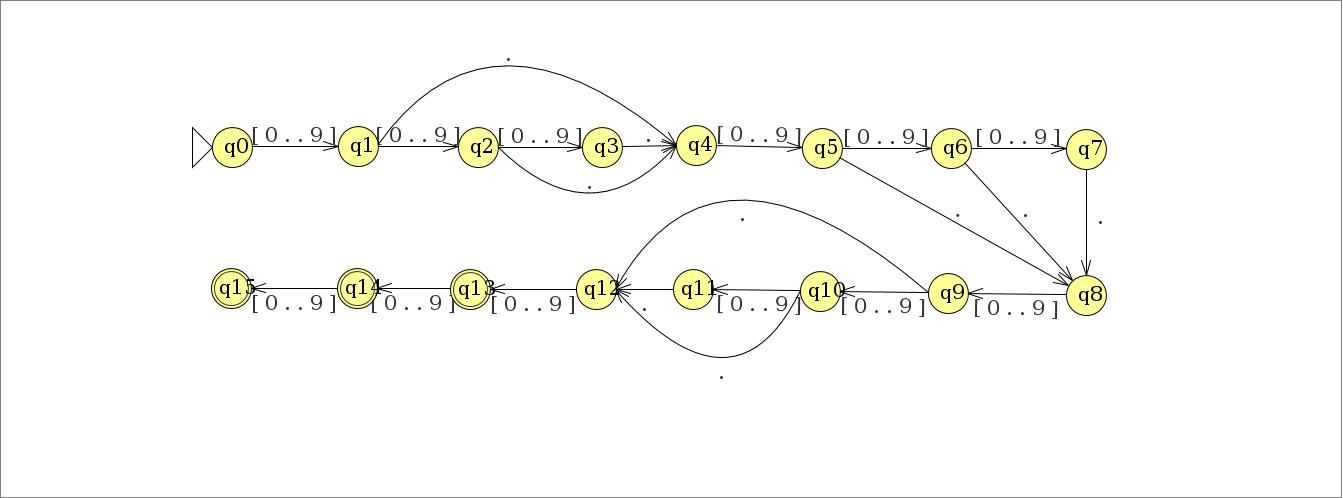 .
[0..9] [0..9] [0..9] . [0..9] [0..9] [0..9]
q0 q1 q2 q3 q4 q5 q6 q7
.
. . . .
q15 q14 q13 q12 q11 q10 q9 q8
[0..9] [0..9] [0..9] . [0..9] [0..9] [0..9]
.